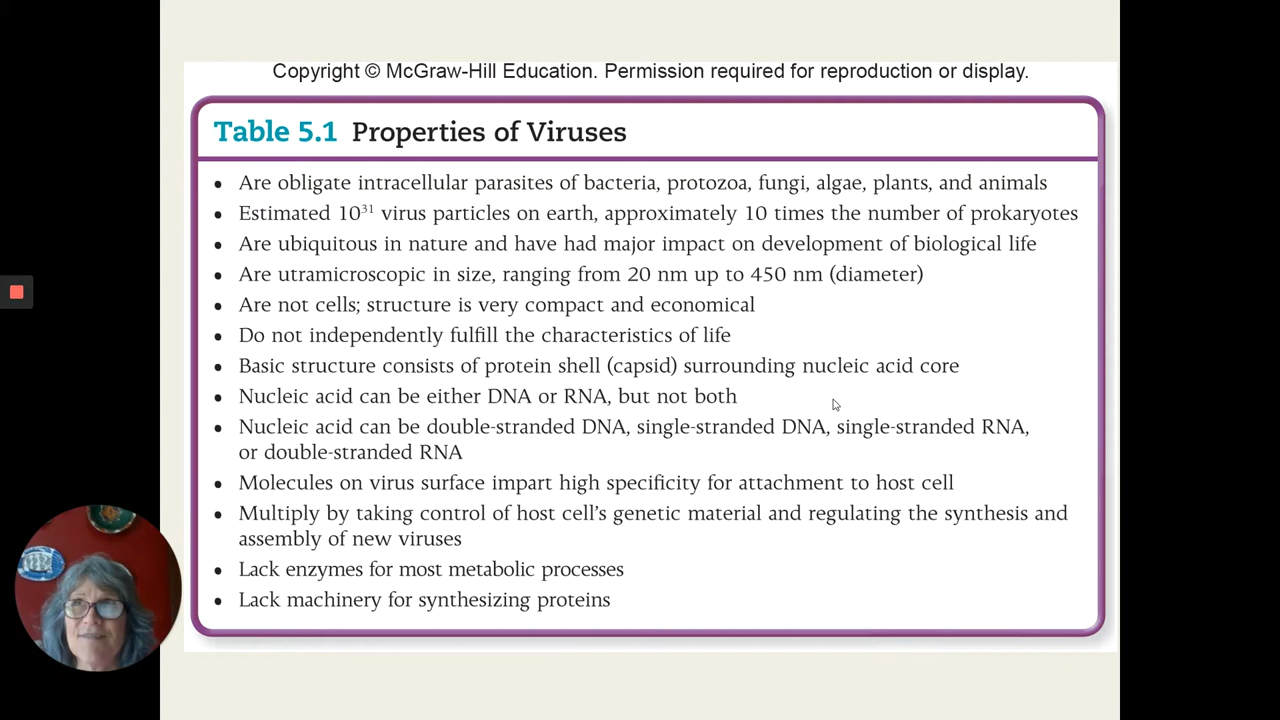 Copyright © McGraw-Hill Education. Permission required for reproduction or display.
Table 5.1 Properties of Viruses
• Are obligate intracellular parasites of bacteria, protozoa, fungi, algae, plants, and animals
• Estimated 10³¹ virus particles on earth, approximately 10 times the number of prokaryotes
• Are ubiquitous in nature and have had major impact on development of biological life
• Are utramicroscopic in size, ranging from 20 nm up to 450 nm (diameter)
• Are not cells; structure is very compact and economical
• Do not independently fulfill the characteristics of life
• Basic structure consists of protein shell (capsid) surrounding nucleic acid core
• Nucleic acid can be either DNA or RNA, but not both
• Nucleic acid can be double-stranded DNA, single-stranded DNA, single-stranded RNA,
or double-stranded RNA
• Molecules on virus surface impart high specificity for attachment to host cell
• Multiply by taking control of host cell's genetic material and regulating the synthesis and
assembly of new viruses
• Lack enzymes for most metabolic processes
• Lack machinery for synthesizing proteins